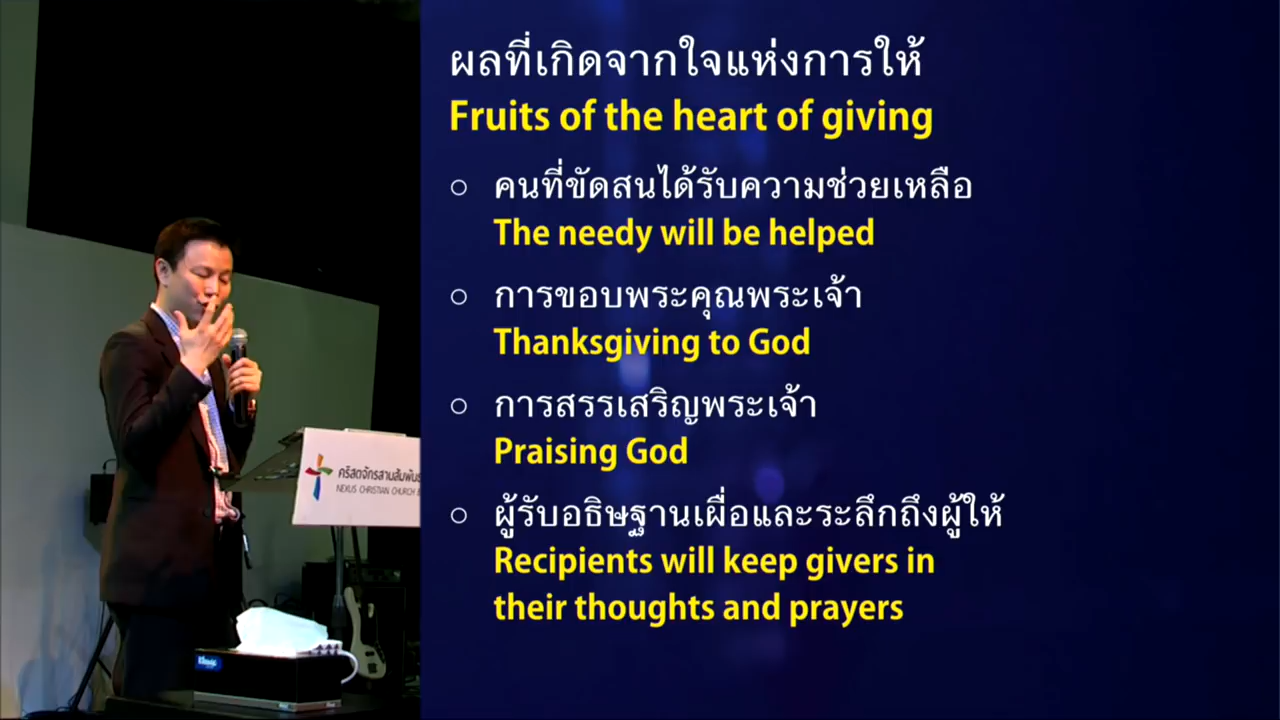 ผลที่เกิดจากใจแห่งการให้
Fruits of the heart of giving
○ คนที่ขัดสนได้รับความช่วยเหลือ
The needy will be helped
○ การขอบพระคุณพระเจ้า
Thanksgiving to God
○ การสรรเสริญพระเจ้า
Praising God
○ ผู้รับอธิษฐานเผื่อและระลึกถึงผู้ให้
Recipients will keep givers in
their thoughts and prayers
คริสตจักรสามสัมพันธ์
NEXUS CHRISTIAN CHURCH
Kleenex